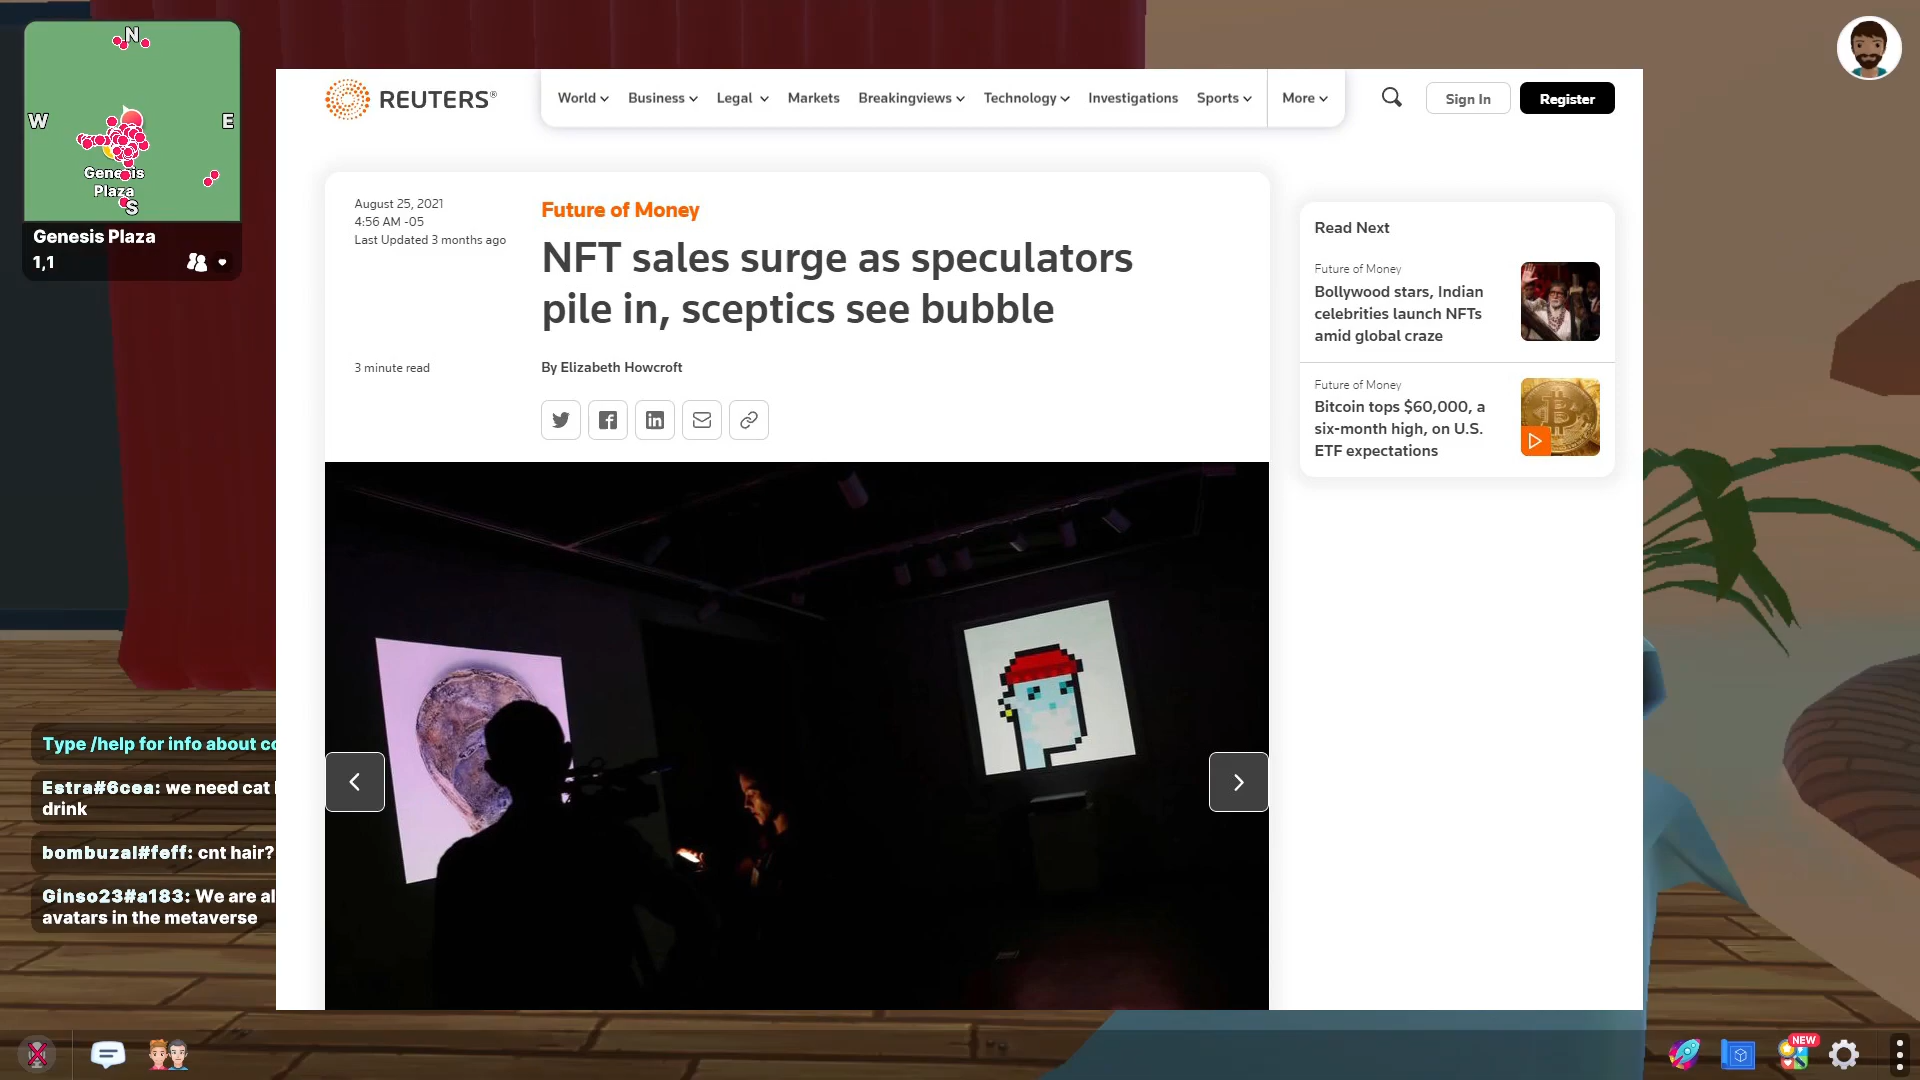 N
W
E
Genesis
Plaza
S
Genesis Plaza
1,1
REUTERS®
World
Business
Legal
Markets
Breakingviews
Technology
Investigations
Sports
More
Sign In
Register
August 25, 2021
4:56 AM -05
Last Updated 3 months ago
3 minute read
Future of Money
NFT sales surge as speculators
pile in, sceptics see bubble
By Elizabeth Howcroft
Read Next
Future of Money
Bollywood stars, Indian
celebrities launch NFTs
amid global craze
Future of Money
Bitcoin tops $60,000, a
six-month high, on U.S.
ETF expectations
Type /help for info about
Estra#6cea: we need cat
drink
bombuzal#feff: cnt hair?
Ginso23#a183: We are
avatars in the metaverse
NEW